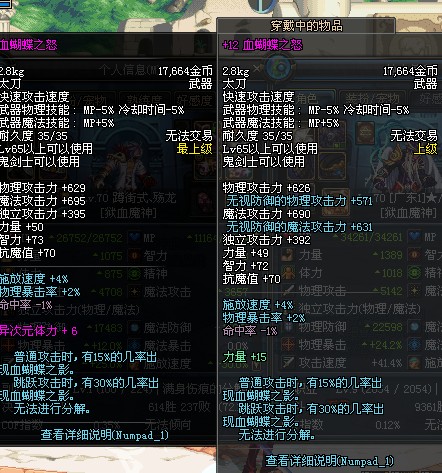 血蝴蝶之怒
2.8kg 17,664金币
太刀 武器
快速攻击速度
武器物理技能: MP-5% 冷却时间-5%
武器魔法技能: MP+5%
耐久度 35/35 无法交易
Lv65以上可以使用 最上级
鬼剑士可以使用
物理攻击力 +629
魔法攻击力 +695
独立攻击力 +395
力量 +50
智力 +73
抗魔值 +70
施放速度 +4%
物理暴击率 +2%
命中率 -1%
异次元体力 + 6
普通攻击时,有15%的几率出
现血蝴蝶之影。
跳跃攻击时,有30%的几率出
现血蝴蝶之影。
无法进行分解。
查看详细说明(Numpad_1)
穿戴中的物品
+12 血蝴蝶之怒
2.8kg 17,664金币
太刀 武器
快速攻击速度
武器物理技能: MP-5% 冷却时间-5%
武器魔法技能: MP+5%
耐久度 35/35 无法交易
Lv65以上可以使用 最上级
鬼剑士可以使用
物理攻击力 +626
无视防御的物理攻击力 +571
魔法攻击力 +690
无视防御的魔法攻击力 +631
独立攻击力 +392
力量 +49
智力 +72
抗魔值 +70
施放速度 +4%
物理暴击率 +2%
命中率 -1%
力量 +15
普通攻击时,有15%的几率出
现血蝴蝶之影。
跳跃攻击时,有30%的几率出
现血蝴蝶之影。
无法进行分解。
查看详细说明(Numpad_1)